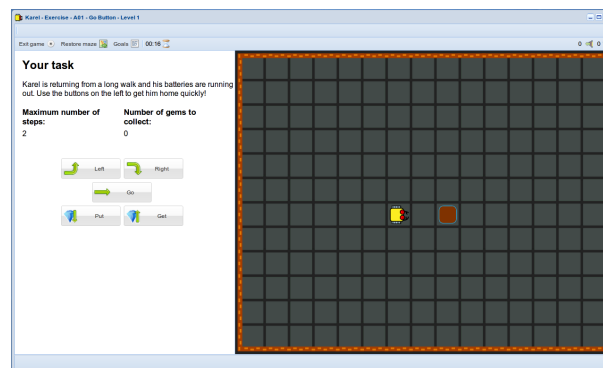 Karel - Exercise - A01 - Go Button - Level 1
Exit game Restore maze Goals 00:16 0 0
Your task
Karel is returning from a long walk and his batteries are running
out. Use the buttons on the left to get him home quickly!
Maximum number of
steps:
2
Number of gems to
collect:
0
Left Right
Go
Put Get